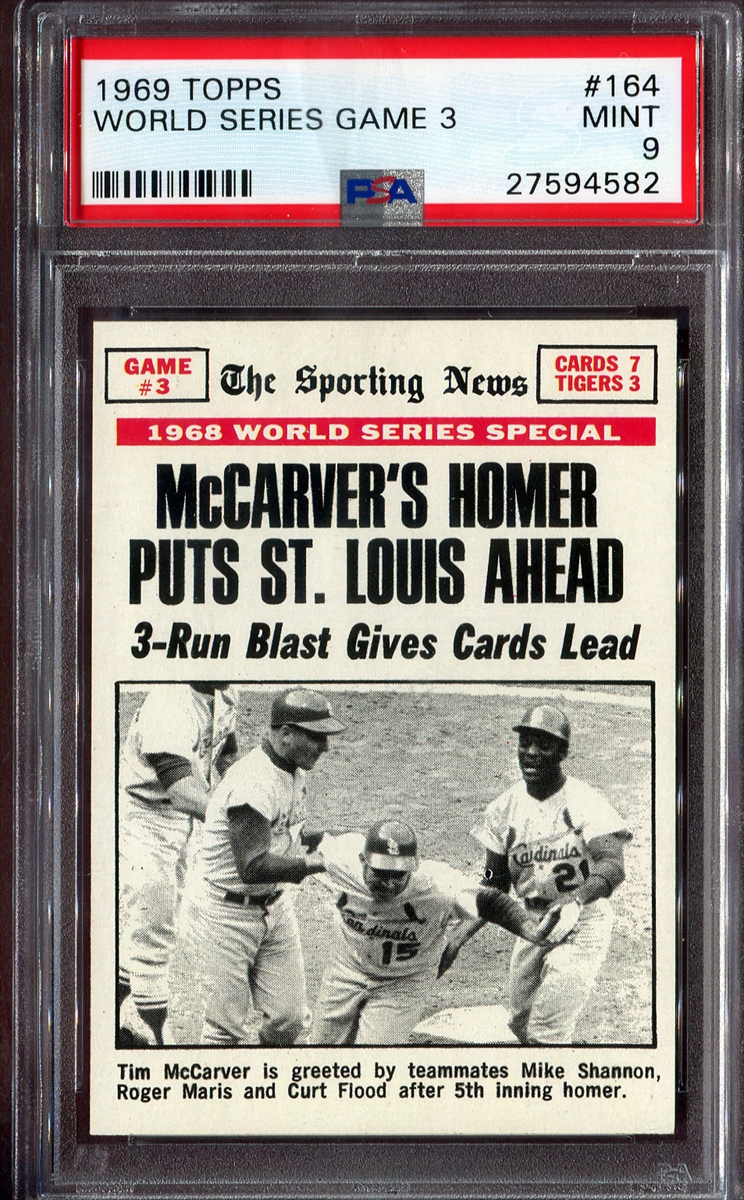 1969 TOPPS #164
WORLD SERIES GAME 3 MINT
9
PSA 27594582
GAME
#3
The Sporting News
CARDS 7
TIGERS 3
1968 WORLD SERIES SPECIAL
McCARVER'S HOMER
PUTS ST. LOUIS AHEAD
3-Run Blast Gives Cards Lead
Cardinals
21
Cardinals
15
Tim McCarver is greeted by teammates Mike Shannon,
Roger Maris and Curt Flood after 5th inning homer.
PSA